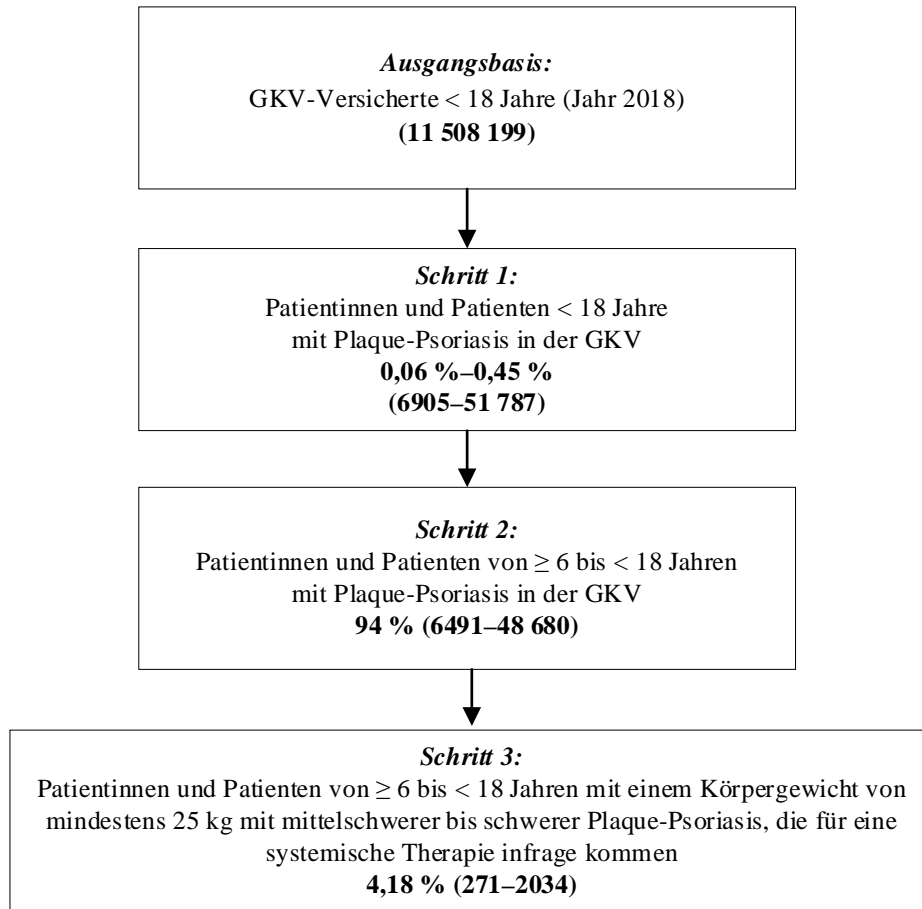 Ausgangsbasis:
GKV-Versicherte < 18 Jahre (Jahr 2018)
(11 508 199)
Schritt 1:
Patientinnen und Patienten < 18 Jahre
mit Plaque-Psoriasis in der GKV
0,06 %–0,45 %
(6905–51 787)
Schritt 2:
Patientinnen und Patienten von ≥ 6 bis < 18 Jahren
mit Plaque-Psoriasis in der GKV
94 % (6491–48 680)
Schritt 3:
Patientinnen und Patienten von ≥ 6 bis < 18 Jahren mit einem Körpergewicht von
mindestens 25 kg mit mittelschwerer bis schwerer Plaque-Psoriasis, die für eine
systemische Therapie infrage kommen
4,18 % (271–2034)